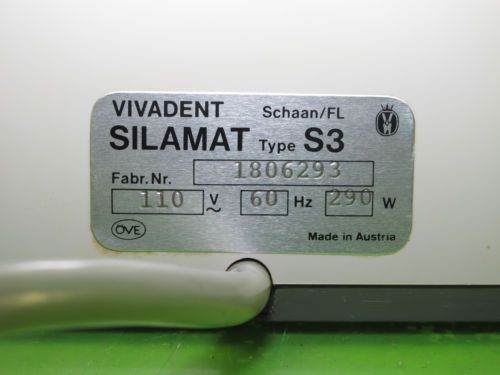 VIVADENT Schaan/FL
SILAMAT Type S3
Fabr.Nr. 1806293
110 V~ 60 Hz 290 W
ÖVE
Made in Austria